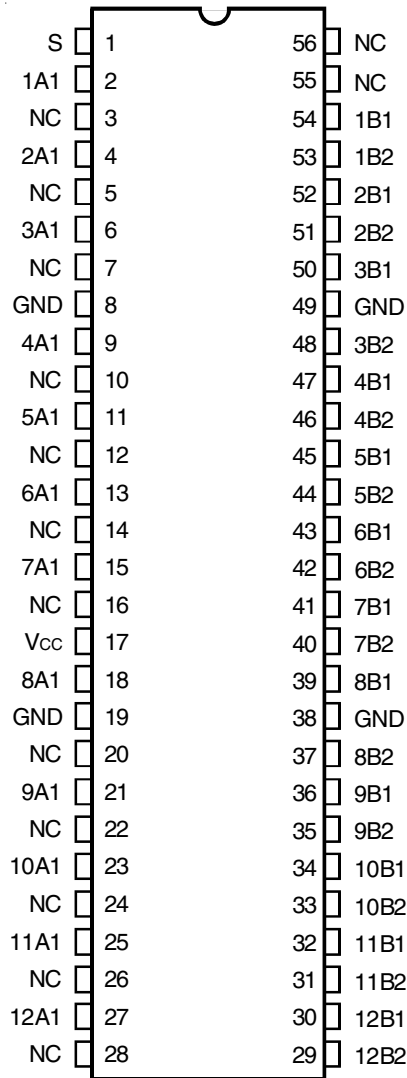 S 1 56 NC
1A1 2 55 NC
NC 3 54 1B1
2A1 4 53 1B2
NC 5 52 2B1
3A1 6 51 2B2
NC 7 50 3B1
GND 8 49 GND
4A1 9 48 3B2
NC 10 47 4B1
5A1 11 46 4B2
NC 12 45 5B1
6A1 13 44 5B2
NC 14 43 6B1
7A1 15 42 6B2
NC 16 41 7B1
VCC 17 40 7B2
8A1 18 39 8B1
GND 19 38 GND
NC 20 37 8B2
9A1 21 36 9B1
NC 22 35 9B2
10A1 23 34 10B1
NC 24 33 10B2
11A1 25 32 11B1
NC 26 31 11B2
12A1 27 30 12B1
NC 28 29 12B2